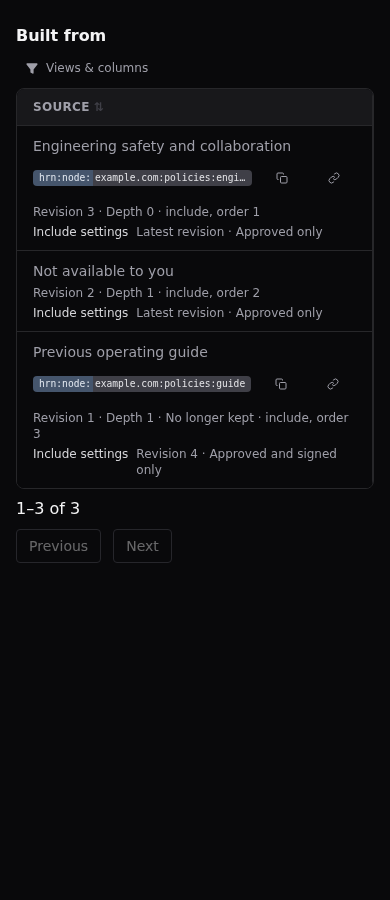 Built from
Views & columns
SOURCE
Engineering safety and collaboration
hrn:node: example.com:policies:engi…
Revision 3 · Depth 0 · include, order 1
Include settings Latest revision · Approved only
Not available to you
Revision 2 · Depth 1 · include, order 2
Include settings Latest revision · Approved only
Previous operating guide
hrn:node: example.com:policies:guide
Revision 1 · Depth 1 · No longer kept · include, order
3
Include settings Revision 4 · Approved and signed
only
1–3 of 3
Previous Next